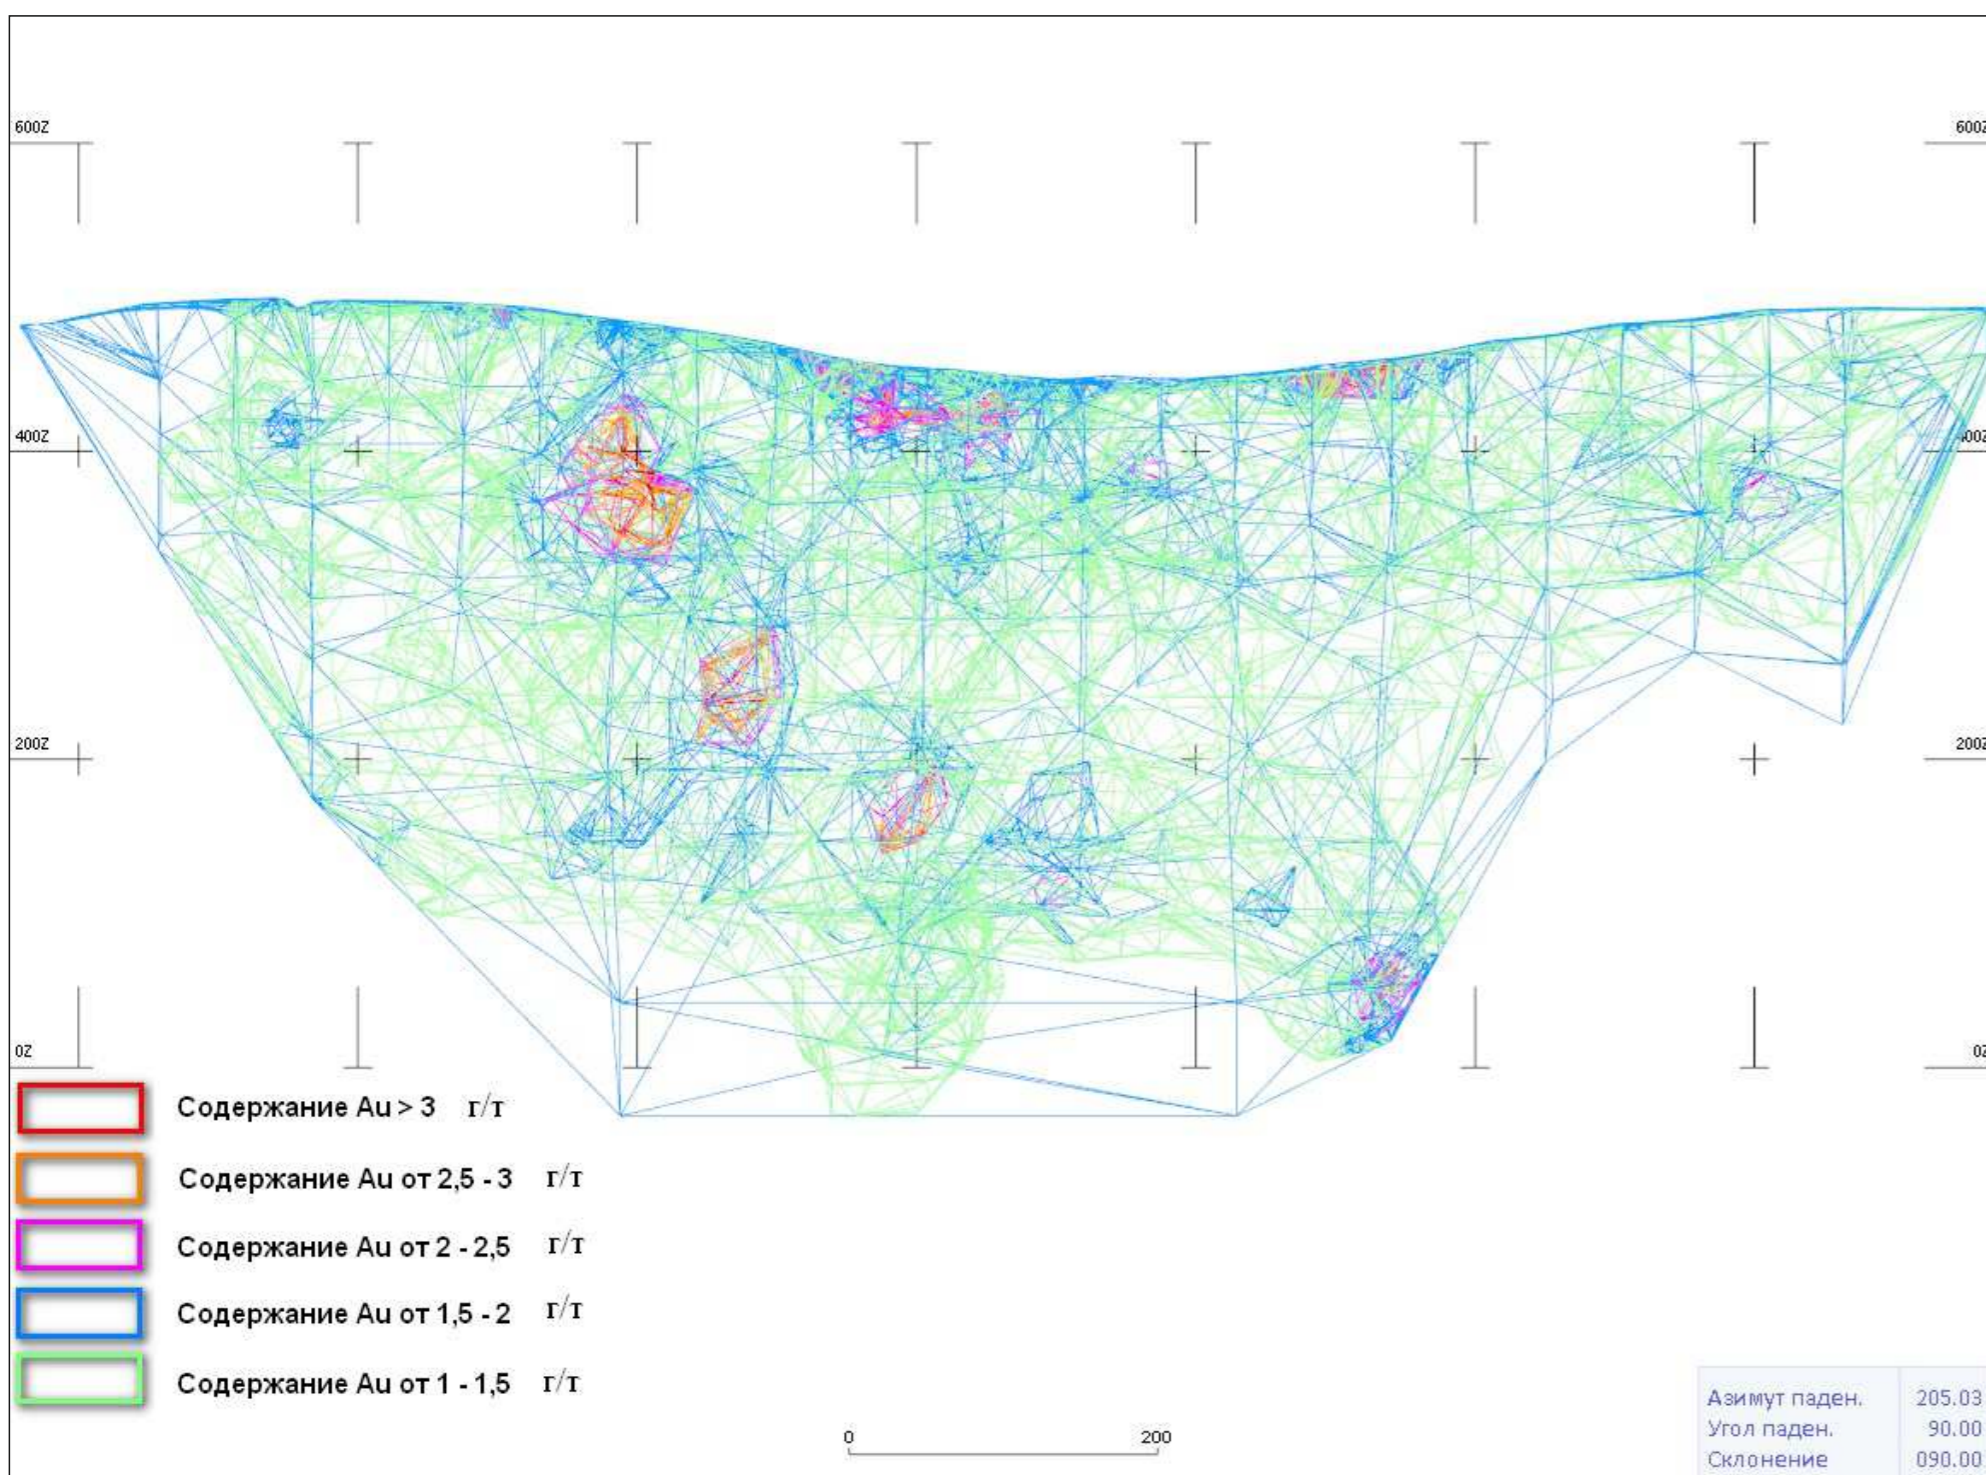 600Z
600Z
400Z
400Z
200Z
200Z
0Z
0Z
Содержание Au > 3 г/т
Содержание Au от 2,5 - 3 г/т
Содержание Au от 2 - 2,5 г/т
Содержание Au от 1,5 - 2 г/т
Содержание Au от 1 - 1,5 г/т
0 200
Азимут паден. 205.03
Угол паден. 90.00
Склонение 090.00